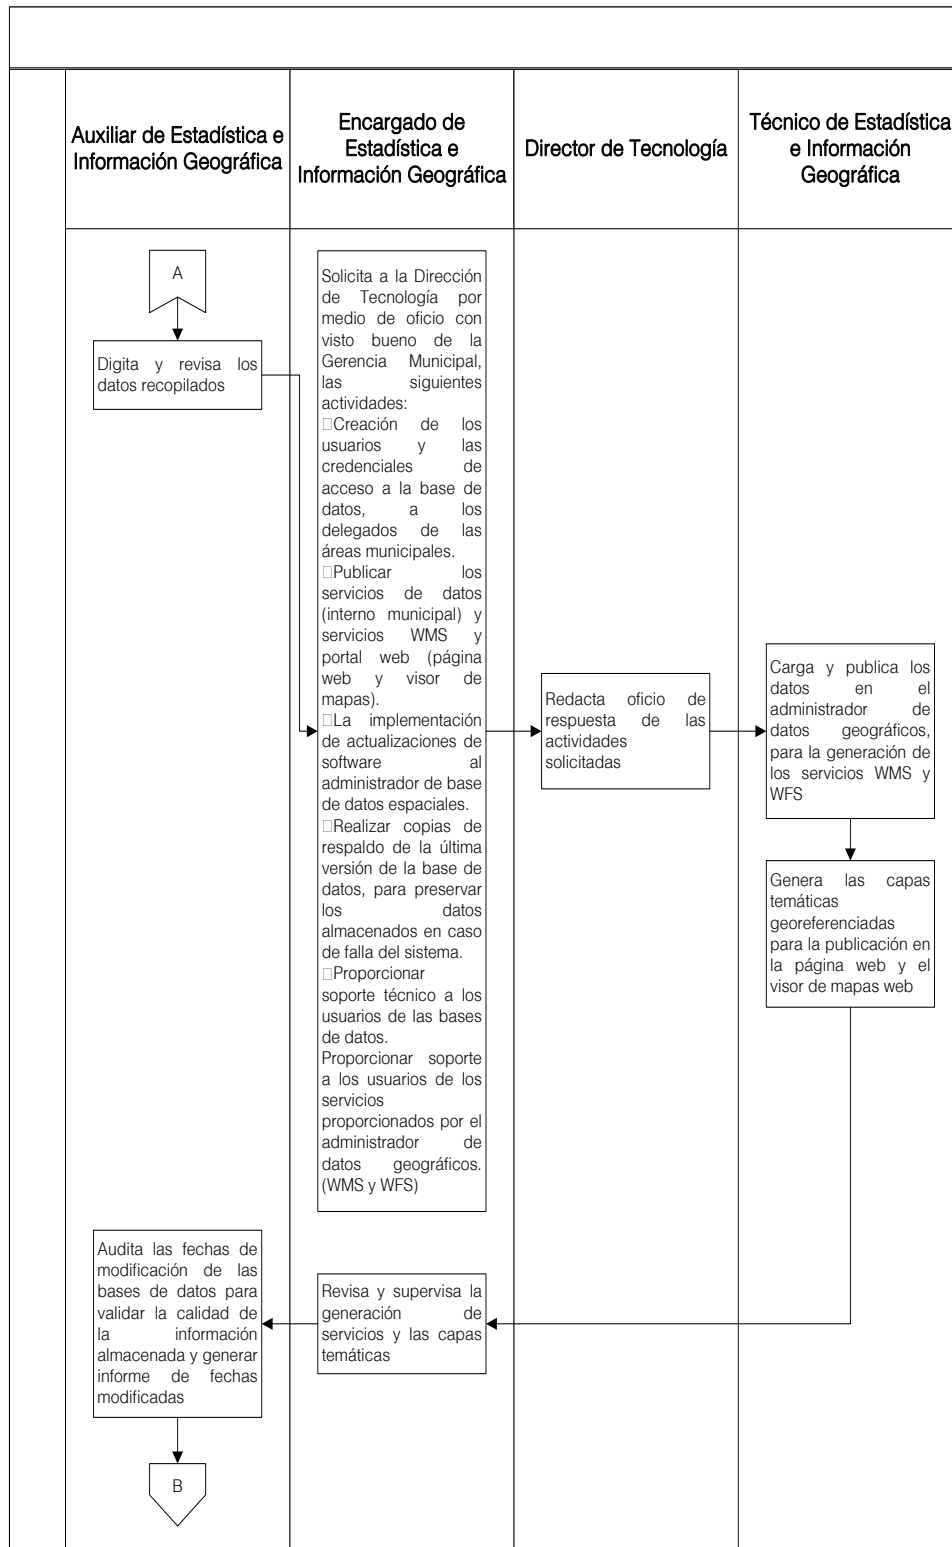 Auxiliar de Estadística e
Información Geográfica
Encargado de
Estadística e
Información Geográfica
Director de Tecnología
Técnico de Estadística
e Información
Geográfica
A
Digita y revisa los
datos recopilados
Solicita a la Dirección
de Tecnología por
medio de oficio con
visto bueno de la
Gerencia Municipal,
las siguientes
actividades:
□Creación de los
usuarios y las
credenciales de
acceso a la base de
datos, a los
delegados de las
áreas municipales.
□Publicar los
servicios de datos
(interno municipal) y
servicios WMS y
portal web (página
web y visor de
mapas).
□La implementación
de actualizaciones de
software al
administrador de base
de datos espaciales.
□Realizar copias de
respaldo de la última
versión de la base de
datos, para preservar
los datos
almacenados en caso
de falla del sistema.
□Proporcionar
soporte técnico a los
usuarios de las bases
de datos.
Proporcionar soporte
a los usuarios de los
servicios
proporcionados por el
administrador de
datos geográficos.
(WMS y WFS)
Redacta oficio de
respuesta de las
actividades
solicitadas
Carga y publica los
datos en el
administrador de
datos geográficos,
para la generación de
los servicios WMS y
WFS
Genera las capas
temáticas
georeferenciadas
para la publicación en
la página web y el
visor de mapas web
Revisa y supervisa la
generación de
servicios y las capas
temáticas
Audita las fechas de
modificación de las
bases de datos para
validar la calidad de
la información
almacenada y generar
informe de fechas
modificadas
B